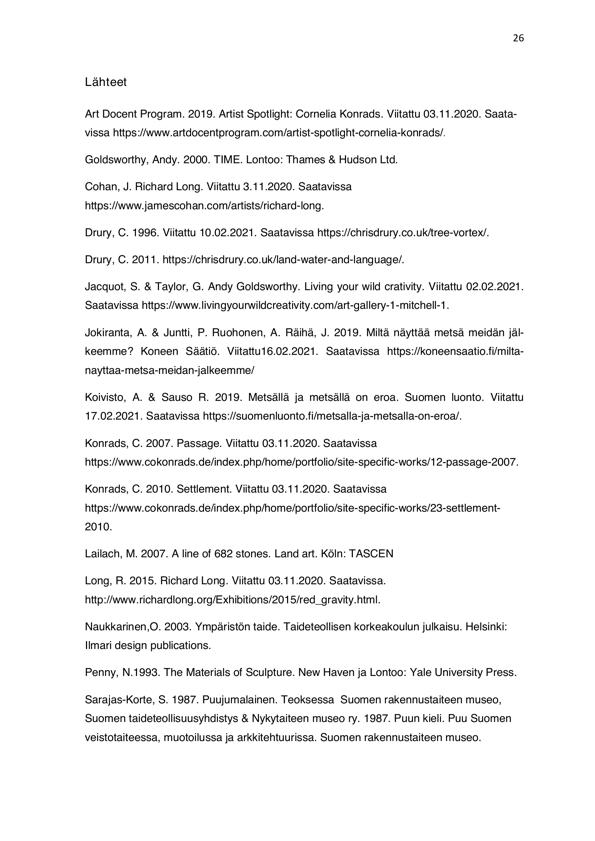 26
Lähteet
Art Docent Program. 2019. Artist Spotlight: Cornelia Konrads. Viitattu 03.11.2020. Saata-
vissa https://www.artdocentprogram.com/artist-spotlight-cornelia-konrads/.
Goldsworthy, Andy. 2000. TIME. Lontoo: Thames & Hudson Ltd.
Cohan, J. Richard Long. Viitattu 3.11.2020. Saatavissa
https://www.jamescohan.com/artists/richard-long.
Drury, C. 1996. Viitattu 10.02.2021. Saatavissa https://chrisdrury.co.uk/tree-vortex/.
Drury, C. 2011. https://chrisdrury.co.uk/land-water-and-language/.
Jacquot, S. & Taylor, G. Andy Goldsworthy. Living your wild crativity. Viitattu 02.02.2021.
Saatavissa https://www.livingyourwildcreativity.com/art-gallery-1-mitchell-1.
Jokiranta, A. & Juntti, P. Ruohonen, A. Räihä, J. 2019. Miltä näyttää metsä meidän jäl-
keemme? Koneen Säätiö. Viitattu16.02.2021. Saatavissa https://koneensaatio.fi/milta-
nayttaa-metsa-meidan-jalkeemme/
Koivisto, A. & Sauso R. 2019. Metsällä ja metsällä on eroa. Suomen luonto. Viitattu
17.02.2021. Saatavissa https://suomenluonto.fi/metsalla-ja-metsalla-on-eroa/.
Konrads, C. 2007. Passage. Viitattu 03.11.2020. Saatavissa
https://www.cokonrads.de/index.php/home/portfolio/site-specific-works/12-passage-2007.
Konrads, C. 2010. Settlement. Viitattu 03.11.2020. Saatavissa
https://www.cokonrads.de/index.php/home/portfolio/site-specific-works/23-settlement-
2010.
Lailach, M. 2007. A line of 682 stones. Land art. Köln: TASCEN
Long, R. 2015. Richard Long. Viitattu 03.11.2020. Saatavissa.
http://www.richardlong.org/Exhibitions/2015/red_gravity.html.
Naukkarinen,O. 2003. Ympäristön taide. Taideteollisen korkeakoulun julkaisu. Helsinki:
Ilmari design publications.
Penny, N.1993. The Materials of Sculpture. New Haven ja Lontoo: Yale University Press.
Sarajas-Korte, S. 1987. Puujumalainen. Teoksessa  Suomen rakennustaiteen museo,
Suomen taideteollisuusyhdistys & Nykytaiteen museo ry. 1987. Puun kieli. Puu Suomen
veistotaiteessa, muotoilussa ja arkkitehtuurissa. Suomen rakennustaiteen museo.